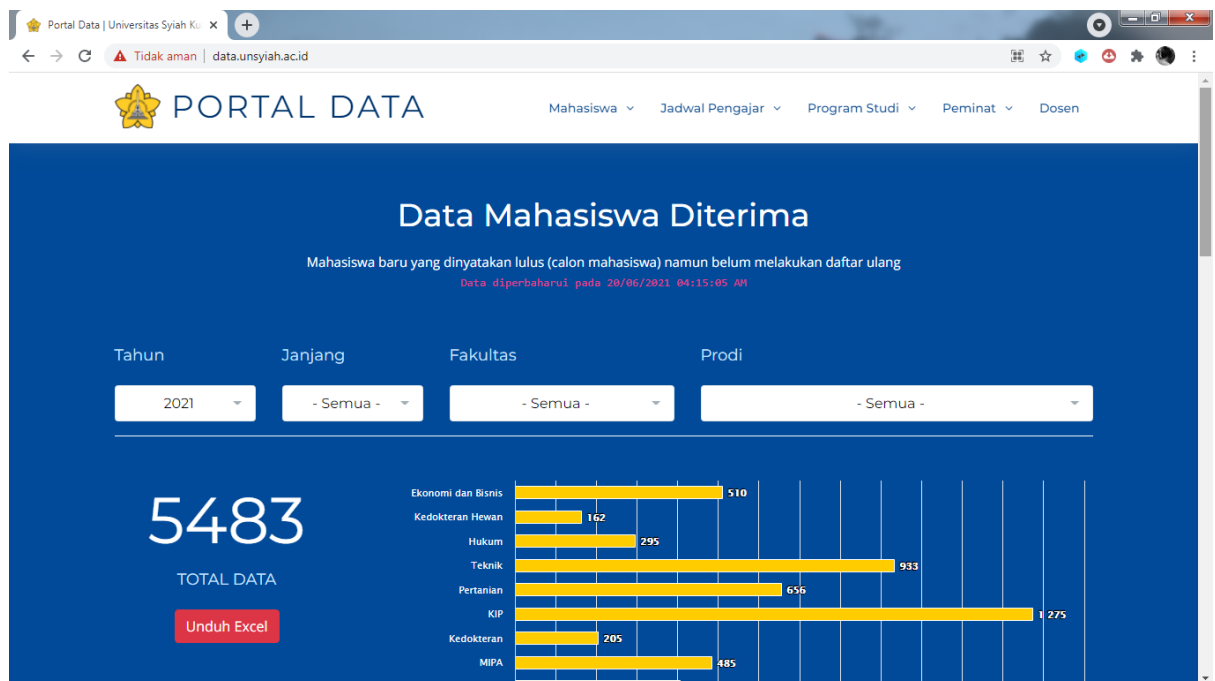 Portal Data | Universitas Syiah Ku
Tidak aman | data.unsyiah.ac.id
PORTAL DATA
Mahasiswa
Jadwal Pengajar
Program Studi
Peminat
Dosen
Data Mahasiswa Diterima
Mahasiswa baru yang dinyatakan lulus (calon mahasiswa) namun belum melakukan daftar ulang
Data diperbaharui pada 20/06/2021 04:15:05 AM
Tahun
Janjang
Fakultas
Prodi
2021
- Semua -
- Semua -
- Semua -
5483
TOTAL DATA
Unduh Excel
Ekonomi dan Bisnis 510
Kedokteran Hewan 162
Hukum 295
Teknik 933
Pertanian 656
KIP 1 275
Kedokteran 205
MIPA 485